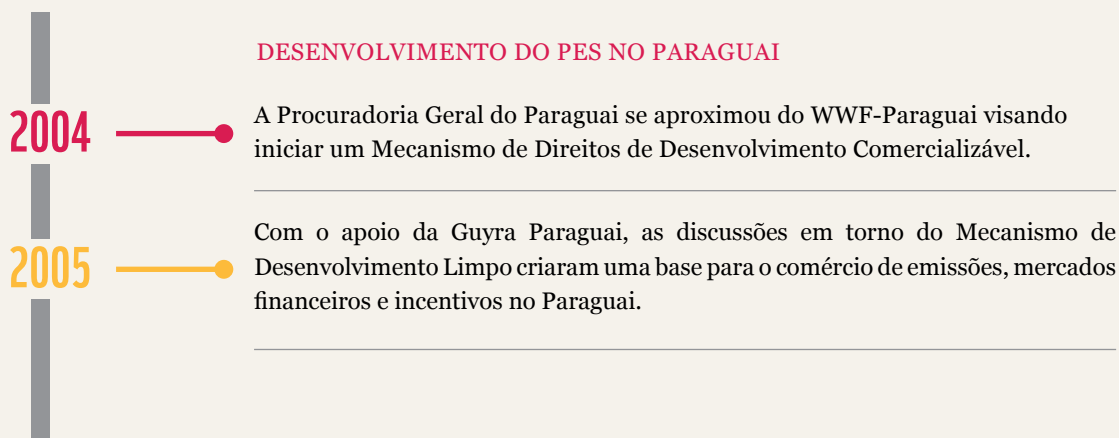 DESENVOLVIMENTO DO PES NO PARAGUAI
2004
A Procuradoria Geral do Paraguai se aproximou do WWF-Paraguai visando
iniciar um Mecanismo de Direitos de Desenvolvimento Comercializável.
2005
Com o apoio da Guyra Paraguai, as discussões em torno do Mecanismo de
Desenvolvimento Limpo criaram uma base para o comércio de emissões, mercados
financeiros e incentivos no Paraguai.